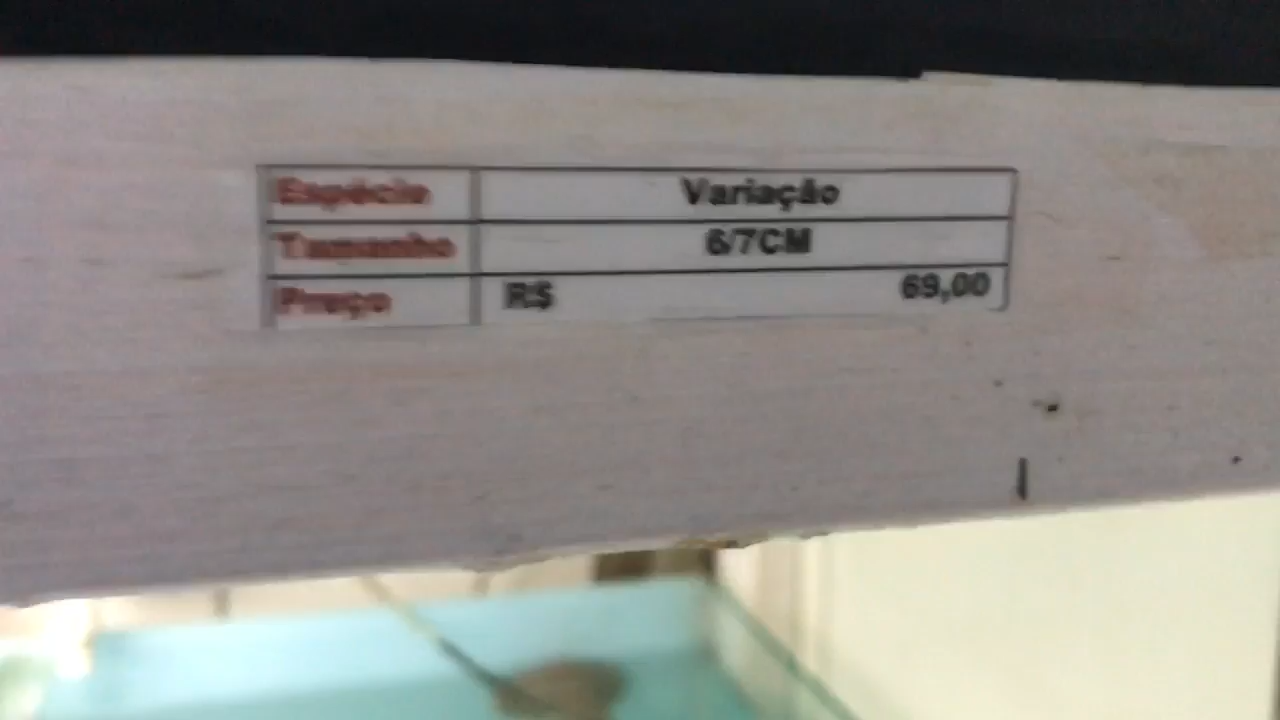 Espécie Variação
Tamanho 6/7CM
Preço R$ 69,00